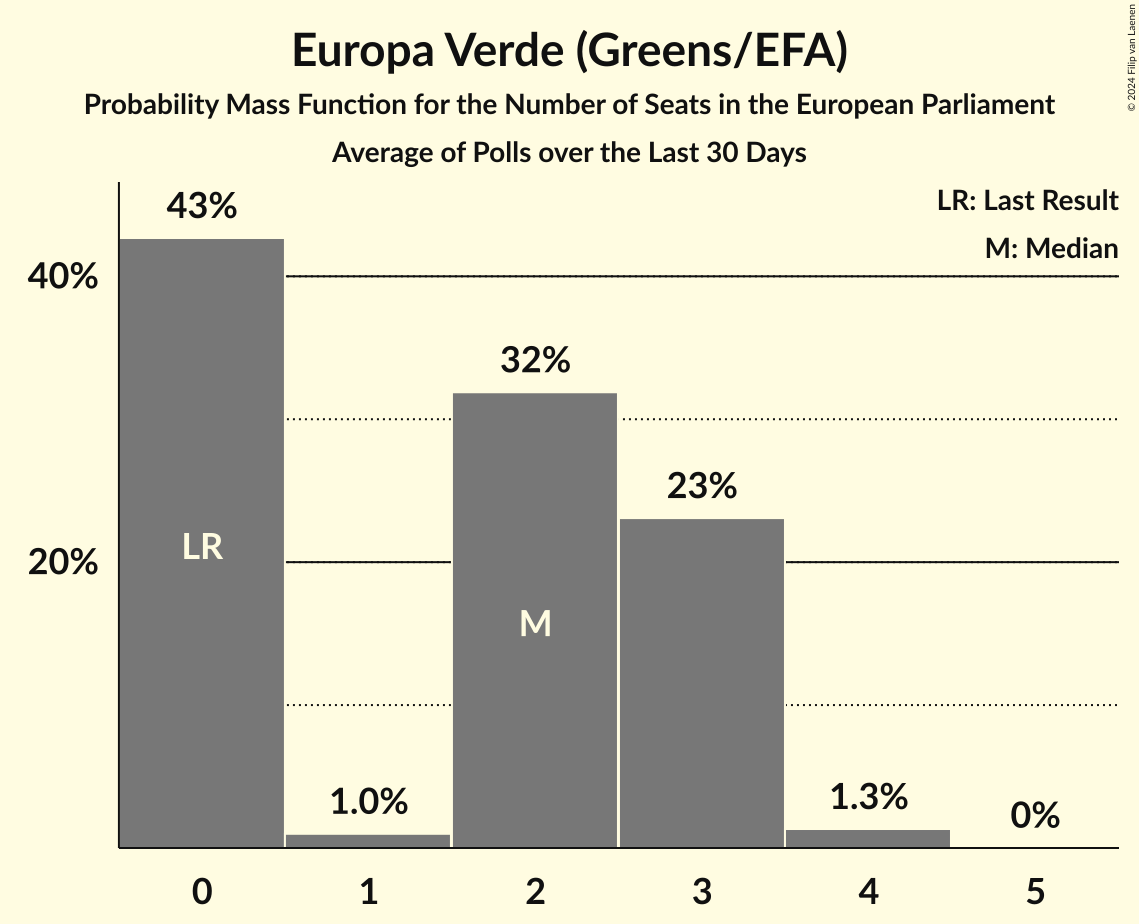 Europa Verde (Greens/EFA)
Probability Mass Function for the Number of Seats in the European Parliament
Average of Polls over the Last 30 Days
© 2024 Filip van Laenen
LR: Last Result
M: Median
43%
40%
32%
23%
LR
20%
M
1.0%
1.3%
0%
0 1 2 3 4 5